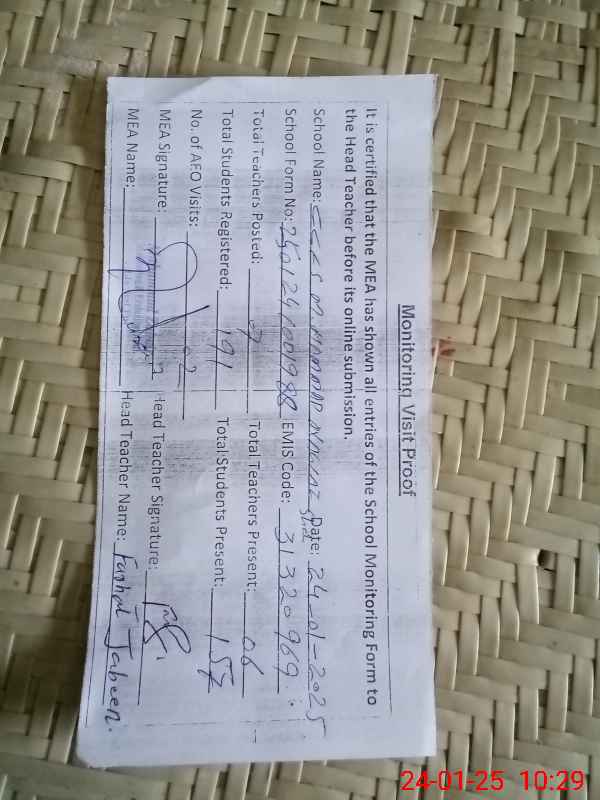 Monitoring Visit Proof
It is certified that the MEA has shown all entries of the School Monitoring Form to
the Head Teacher before its online submission.
School Name: Date: 24-01-2025
School Form No: EMIS Code: 31320969
Total Teachers Posted: 07 Total Teachers Present: 06
Total Students Registered: 191 Total Students Present: 157
No. of AEO Visits: 02
MEA Signature: Head Teacher Signature:
MEA Name: Head Teacher Name: Farhat Jabeen.
24-01-25 10:29